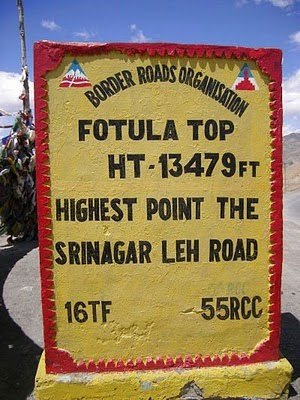 BORDER ROADS ORGANISATION
FOTULA TOP
HT-13479FT
HIGHEST POINT THE
SRINAGAR LEH ROAD
16TF 55RCC